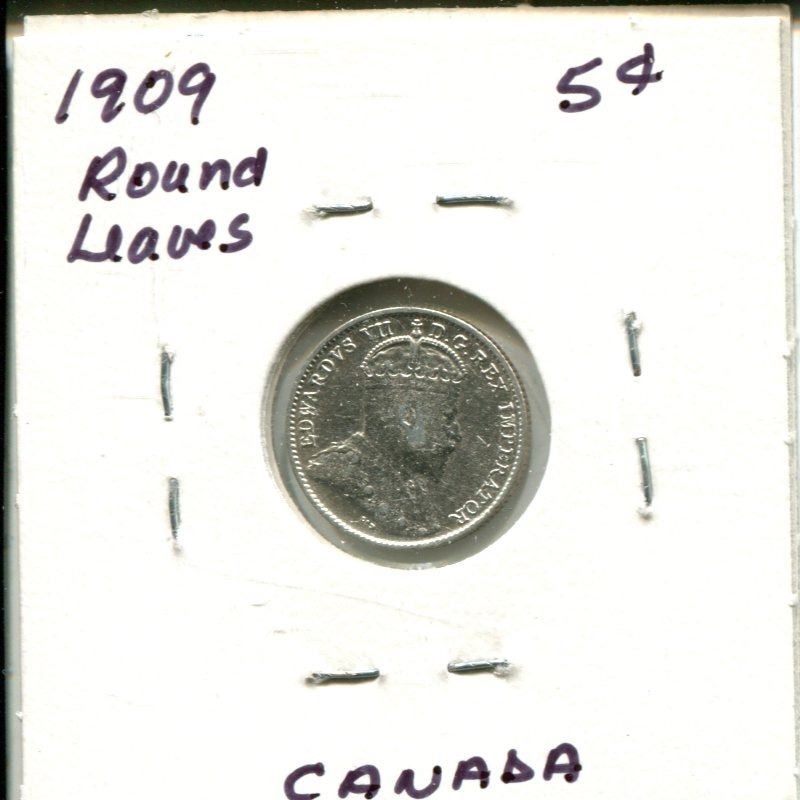 1909
5¢
Round
Leaves
EDWARDVS VII D.G. REX IMPERATOR
CANADA